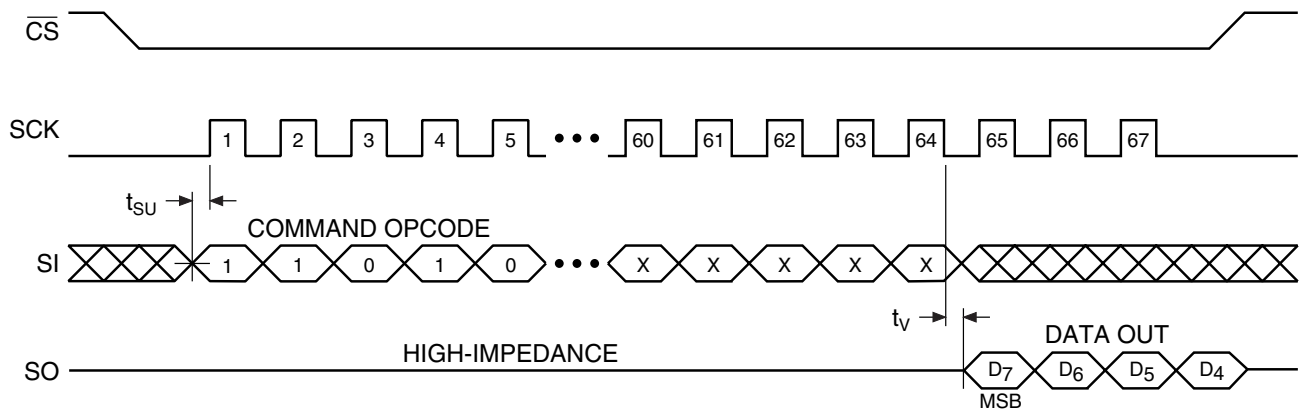 CS
SCK 1 2 3 4 5 ••• 60 61 62 63 64 65 66 67
tSU
COMMAND OPCODE
SI 1 1 0 1 0 ••• X X X X X
tV
DATA OUT
HIGH-IMPEDANCE
SO D7 D6 D5 D4
MSB